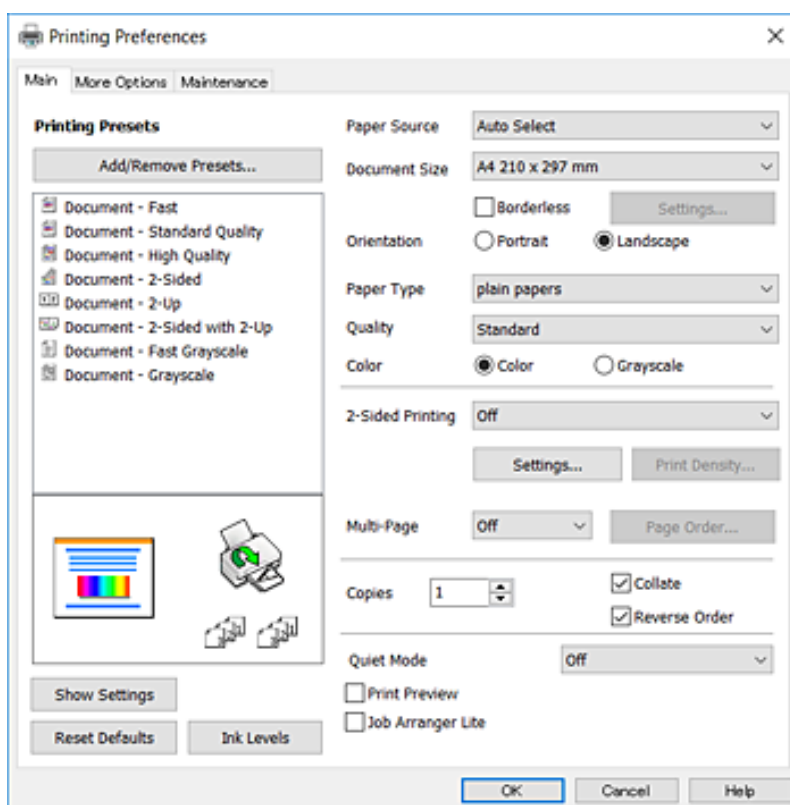 Printing Preferences
Main More Options Maintenance
Printing Presets
Add/Remove Presets...
Document - Fast
Document - Standard Quality
Document - High Quality
Document - 2-Sided
Document - 2-Up
Document - 2-Sided with 2-Up
Document - Fast Grayscale
Document - Grayscale
Show Settings
Reset Defaults Ink Levels
Paper Source Auto Select
Document Size A4 210 x 297 mm
Borderless Settings...
Orientation Portrait Landscape
Paper Type plain papers
Quality Standard
Color Color Grayscale
2-Sided Printing Off
Settings... Print Density...
Multi-Page Off Page Order...
Copies 1 Collate
Reverse Order
Quiet Mode Off
Print Preview
Job Arranger Lite
OK Cancel Help